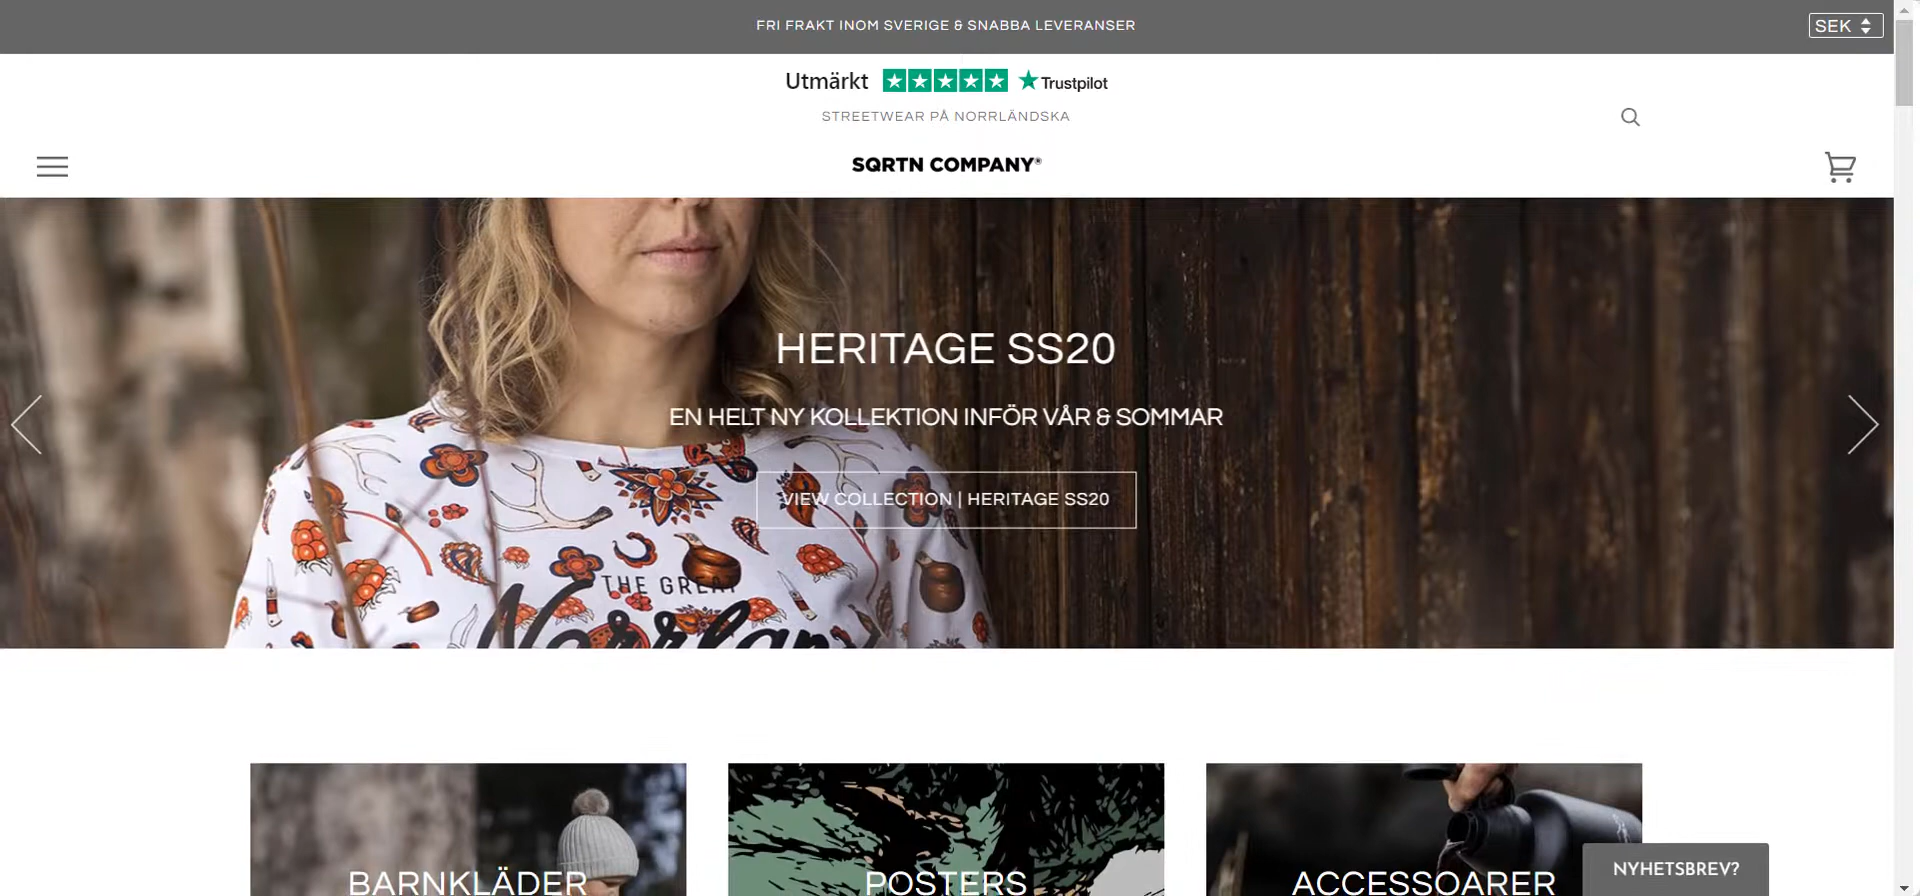 FRI FRAKT INOM SVERIGE & SNABBA LEVERANSER
SEK
Utmärkt Trustpilot
STREETWEAR PÅ NORRLÄNDSKA
SQRTN COMPANY®
HERITAGE SS20
EN HELT NY KOLLEKTION INFÖR VÅR & SOMMAR
VIEW COLLECTION | HERITAGE SS20
THE GREAT
Norrlan
BARNKLÄDER
POSTERS
ACCESSOARER
NYHETSBREV?